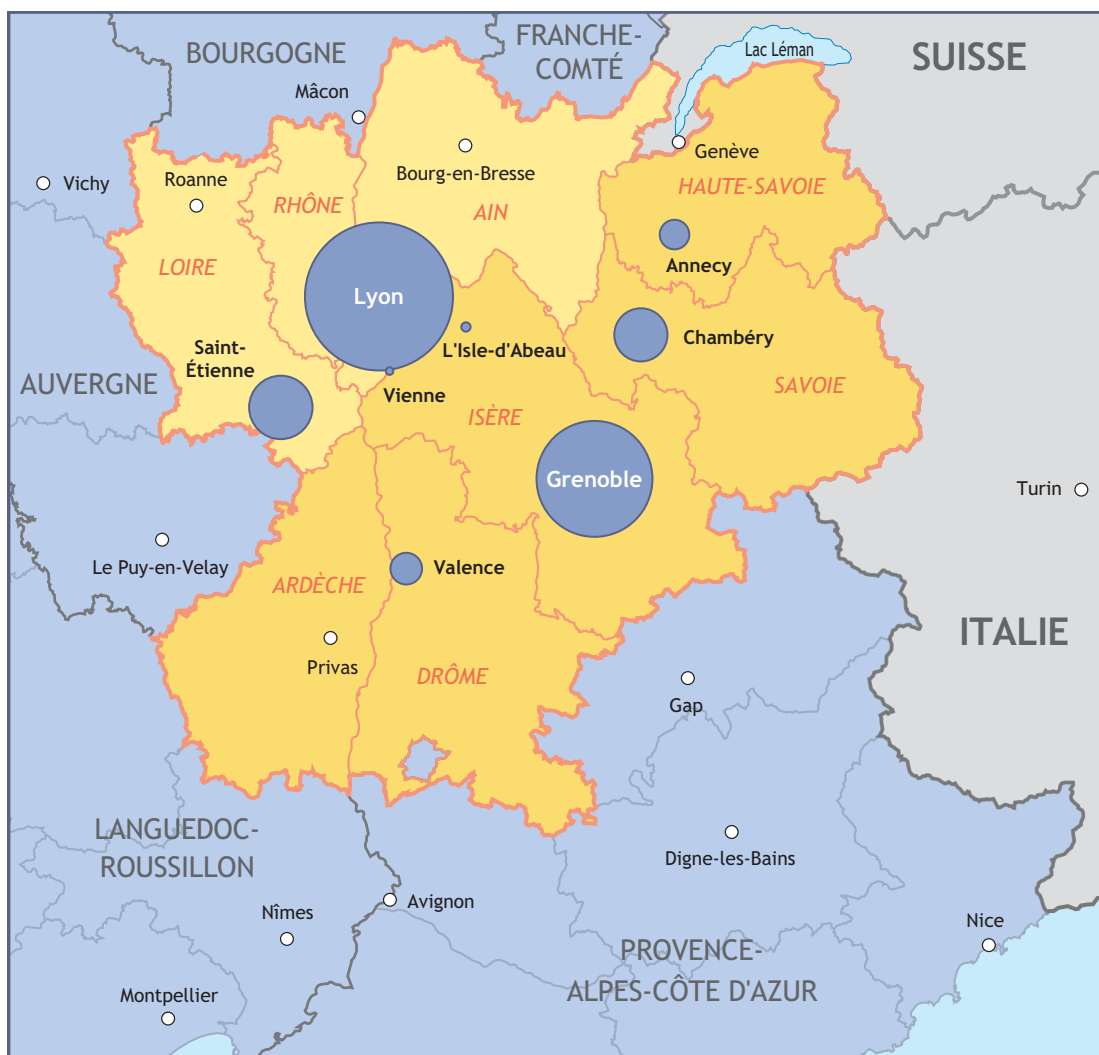 BOURGOGNE
FRANCHE-
COMTÉ
Lac Léman
SUISSE
Mâcon
Genève
Vichy
Roanne
Bourg-en-Bresse
RHÔNE
AIN
HAUTE-SAVOIE
LOIRE
Annecy
Lyon
Saint-
Étienne
L'Isle-d'Abeau
Chambéry
AUVERGNE
Vienne
ISÈRE
SAVOIE
Grenoble
Turin
Le Puy-en-Velay
Valence
ARDÈCHE
ITALIE
Privas
DRÔME
Gap
LANGUEDOC-
ROUSSILLON
Digne-les-Bains
Avignon
Nîmes
Nice
PROVENCE-
ALPES-CÔTE D'AZUR
Montpellier